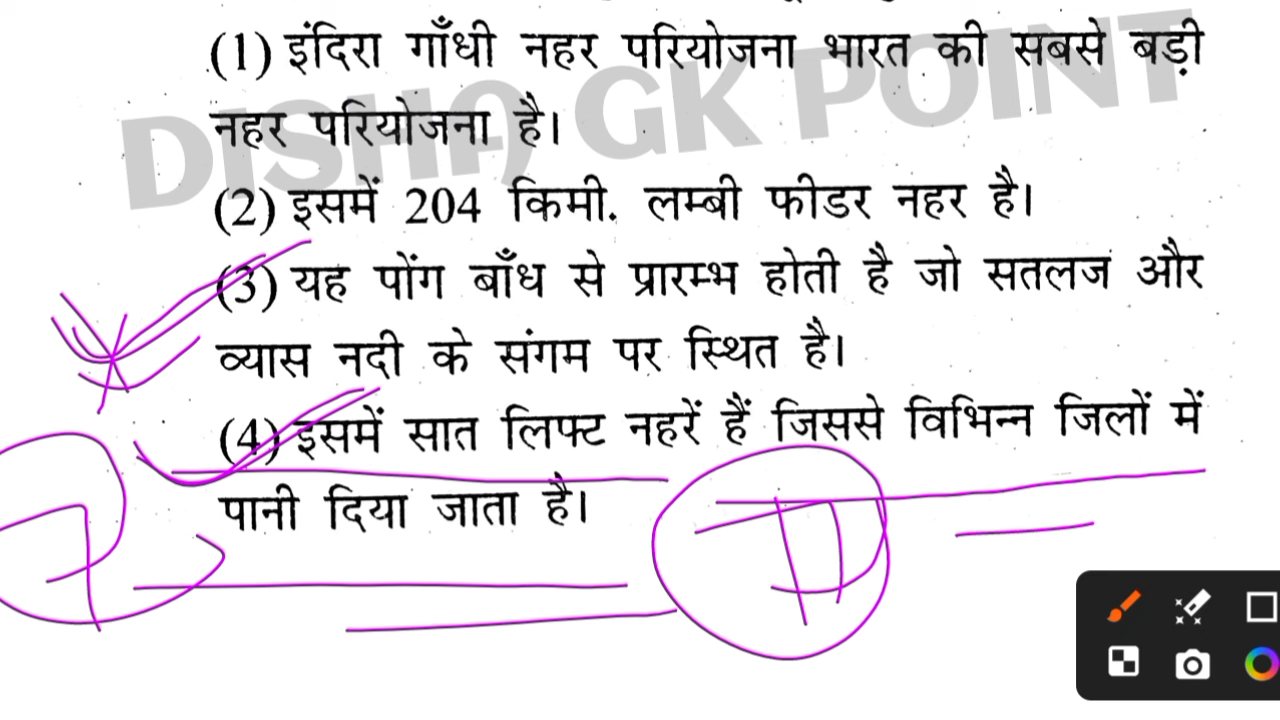 (1) इंदिरा गाँधी नहर परियोजना भारत की सबसे बड़ी
नहर परियोजना है।
DISHA GK POINT
(2) इसमें 204 किमी. लम्बी फीडर नहर है।
(3) यह पोंग बाँध से प्रारम्भ होती है जो सतलज और
व्यास नदी के संगम पर स्थित है।
(4) इसमें सात लिफ्ट नहरें हैं जिससे विभिन्न जिलों में
पानी दिया जाता है।